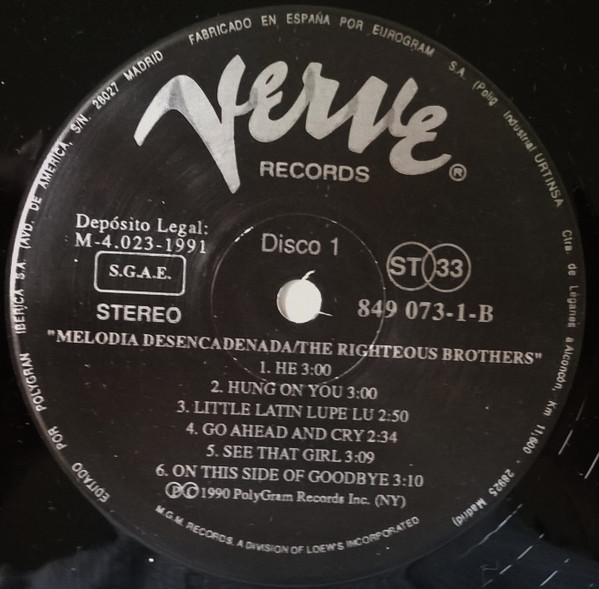 EDITADO POR POLYGRAM IBERICA S.A. (AVD. DE AMERICA, S/N. 28027 MADRID FABRICADO EN ESPAÑA POR EUROGRAM S.A. (Polig. Industrial URTINSA Ctra. de Leganes a Alcorcón, Km 11,600 - 28925 Madrid)
Verve®
RECORDS
Depósito Legal:
M-4.023-1991
Disco 1
ST 33
S.G.A.E.
STEREO
849 073-1-B
"MELODIA DESENCADENADA/THE RIGHTEOUS BROTHERS"
1. HE 3:00
2. HUNG ON YOU 3:00
3. LITTLE LATIN LUPE LU 2:50
4. GO AHEAD AND CRY 2:34
5. SEE THAT GIRL 3:09
6. ON THIS SIDE OF GOODBYE 3:10
ⓅⒸ1990 PolyGram Records Inc. (NY)
M.G.M. RECORDS, A DIVISION OF LOEW'S INCORPORATED